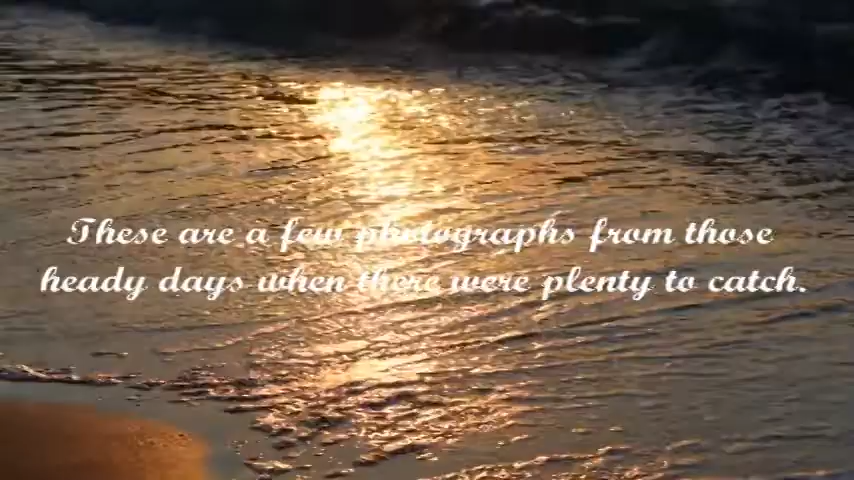 These are a few photographs from those
heady days when there were plenty to catch.